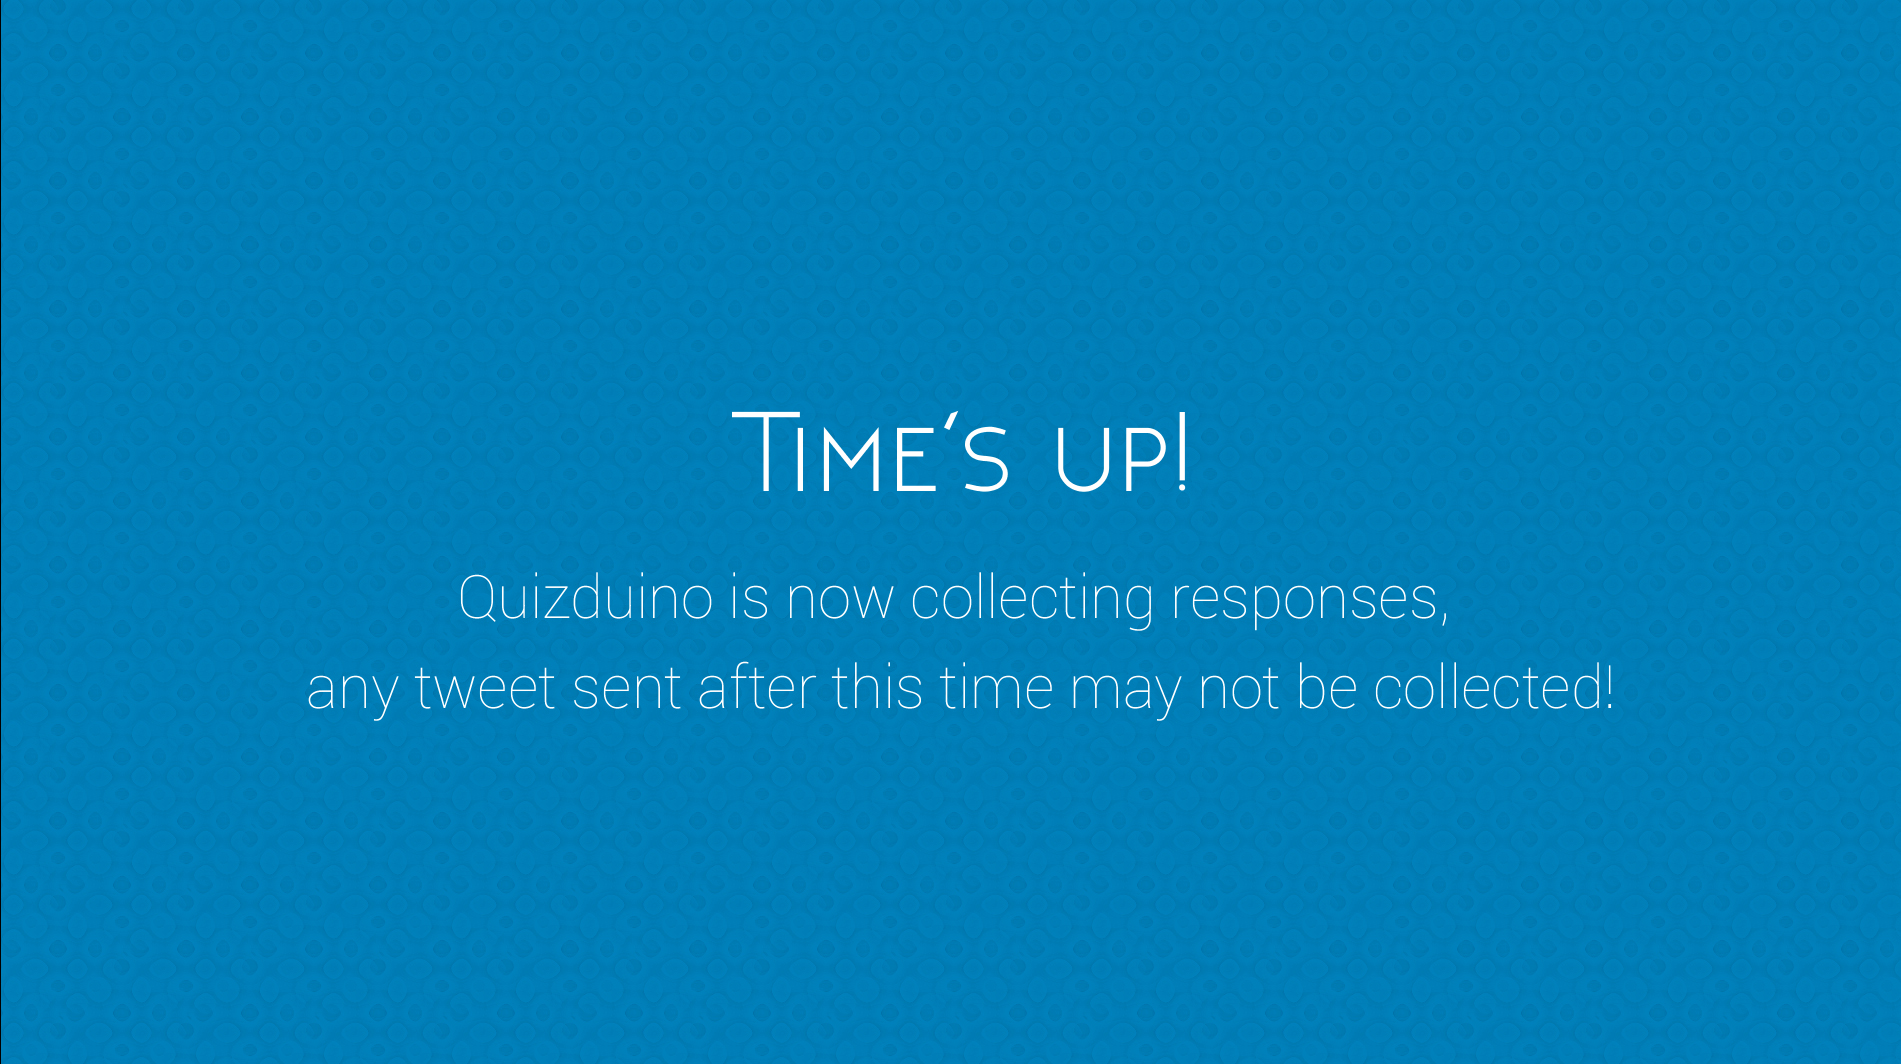 Time's up!
Quizduino is now collecting responses,
any tweet sent after this time may not be collected!